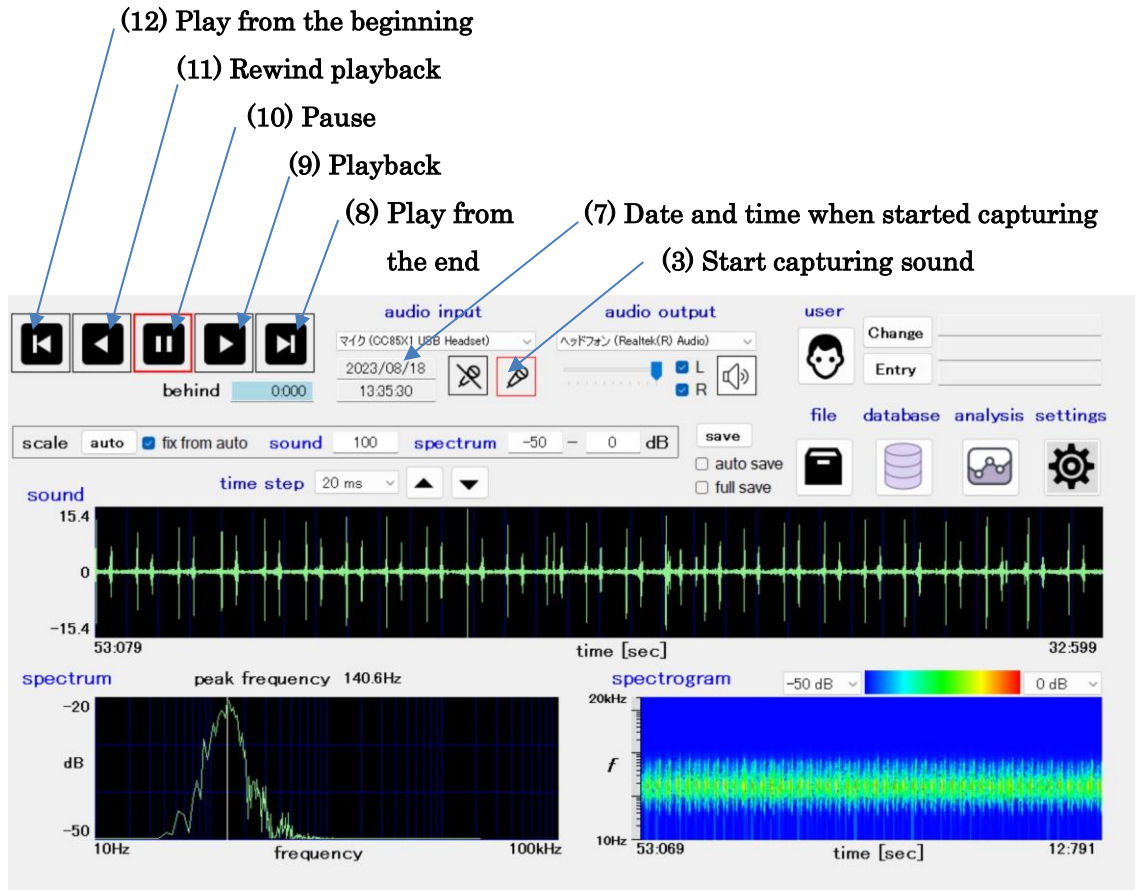 (12) Play from the beginning
(11) Rewind playback
(10) Pause
(9) Playback
(8) Play from
the end
(7) Date and time when started capturing
(3) Start capturing sound
audio input
audio output
user
マイク (CC85X1 USB Headset)
ヘッドフォン (Realtek(R) Audio)
Change
2023/08/18
L
Entry
behind 0:000
13:35:30
R
file database analysis settings
scale auto fix from auto sound 100 spectrum -50 - 0 dB
save
auto save
full save
time step 20 ms
sound
15.4
0
-15.4
53:079
time [sec]
32:599
spectrum
peak frequency 140.6Hz
-20
dB
-50
10Hz
frequency
100kHz
spectrogram
-50 dB
0 dB
20kHz
f
10Hz
53:069
time [sec]
12:791